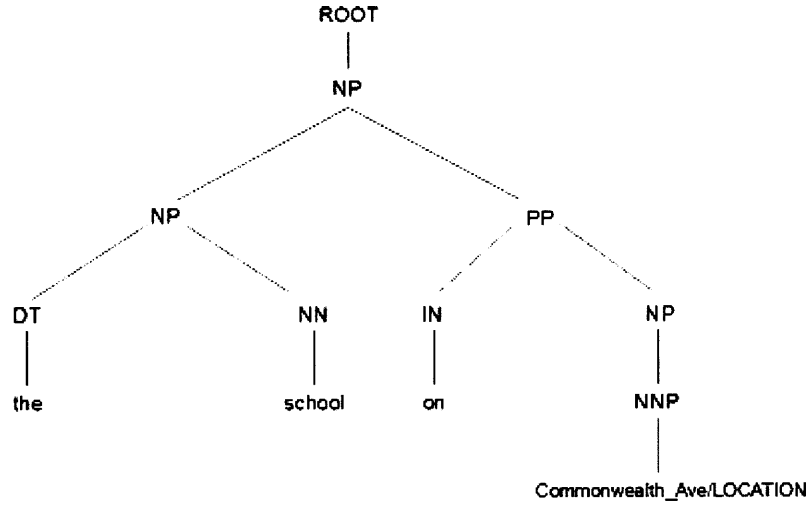 ROOT
NP
NP PP
DT NN IN NP
the school on NNP
Commonwealth_Ave/LOCATION